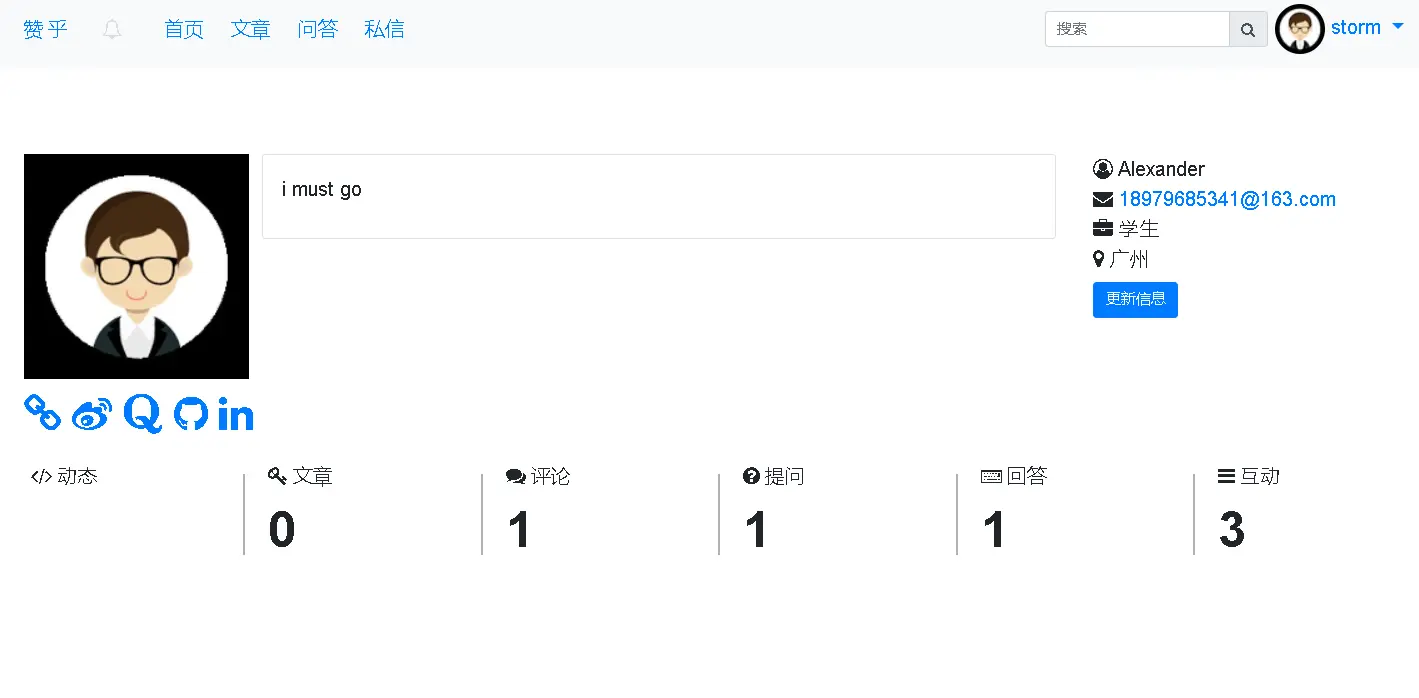 赞乎 首页 文章 问答 私信 搜索 storm
i must go
Alexander
18979685341@163.com
学生
广州
更新信息
动态 文章 评论 提问 回答 互动
0 1 1 1 3